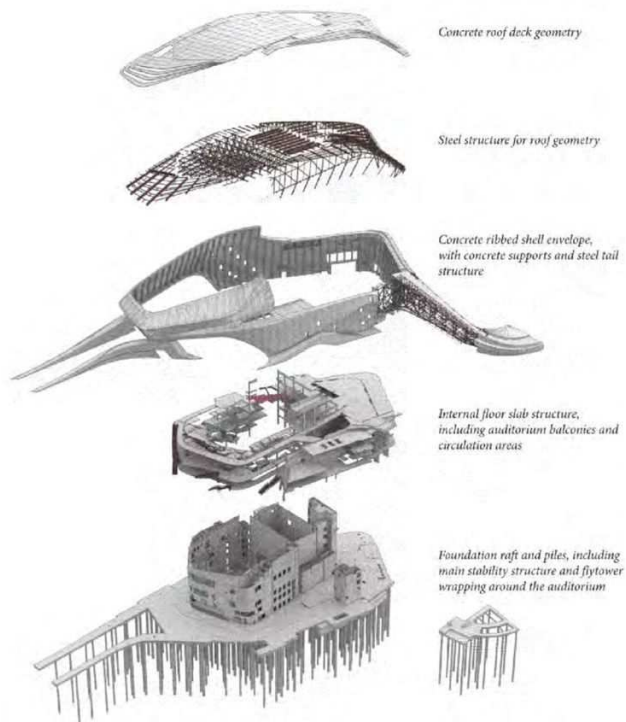 Concrete roof deck geometry
Steel structure for roof geometry
Concrete ribbed shell envelope,
with concrete supports and steel tail
structure
Internal floor slab structure,
including auditorium balconies and
circulation areas
Foundation raft and piles, including
main stability structure and flytower
wrapping around the auditorium